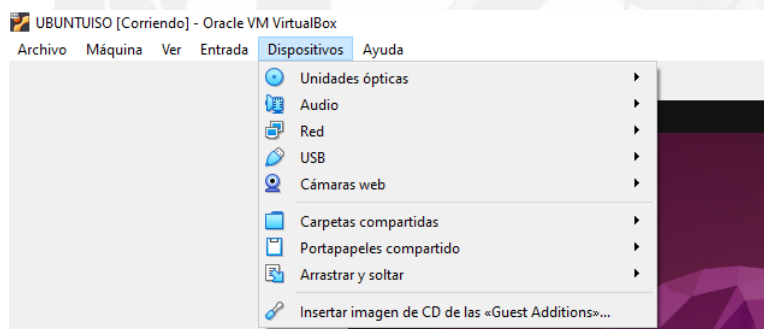 UBUNTUISO [Corriendo] - Oracle VM VirtualBox
Archivo Máquina Ver Entrada Dispositivos Ayuda
Unidades ópticas
Audio
Red
USB
Cámaras web
Carpetas compartidas
Portapapeles compartido
Arrastrar y soltar
Insertar imagen de CD de las «Guest Additions»...